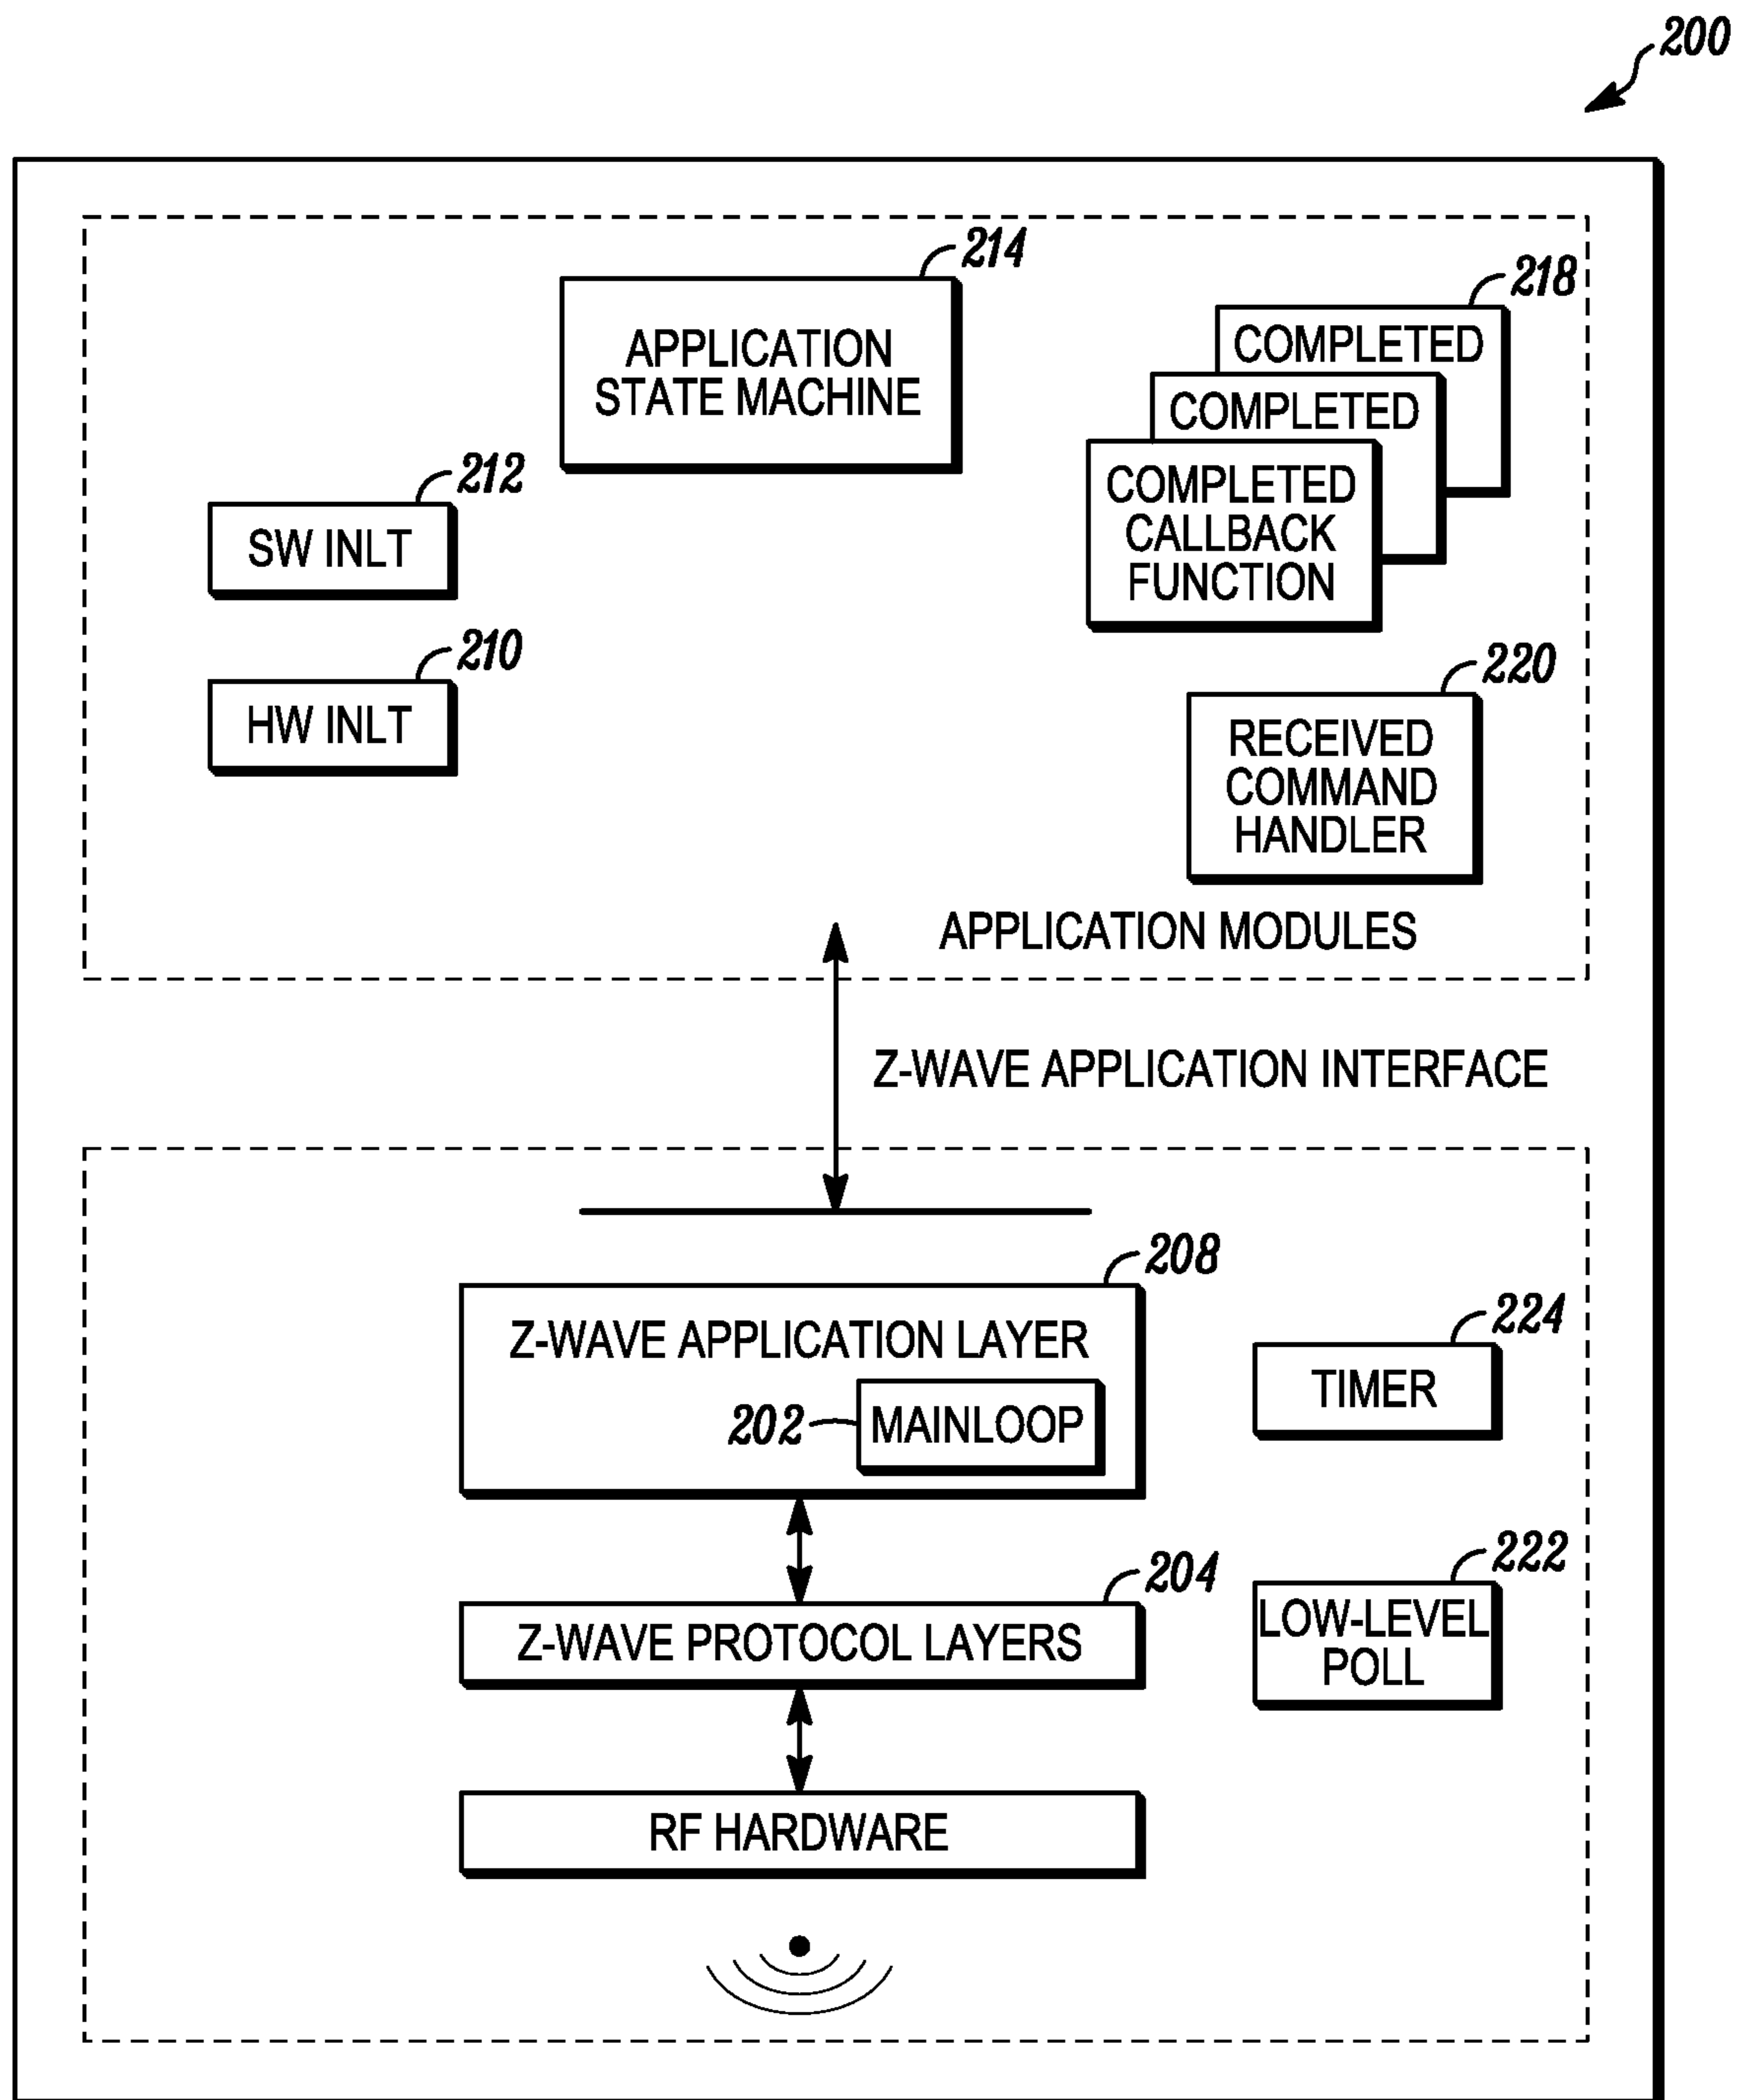 200
214
APPLICATION
STATE MACHINE
218
COMPLETED
COMPLETED
COMPLETED
CALLBACK
FUNCTION
212
SW INLT
210
HW INLT
220
RECEIVED
COMMAND
HANDLER
APPLICATION MODULES
Z-WAVE APPLICATION INTERFACE
208
Z-WAVE APPLICATION LAYER
202
MAINLOOP
224
TIMER
204
Z-WAVE PROTOCOL LAYERS
222
LOW-LEVEL
POLL
RF HARDWARE